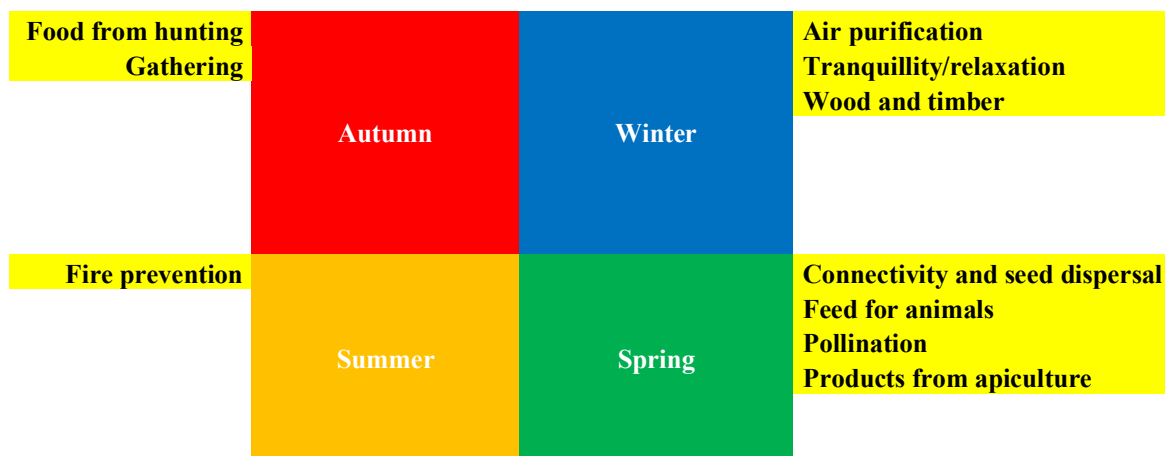 Food from hunting
Gathering
Autumn
Winter
Air purification
Tranquillity/relaxation
Wood and timber
Fire prevention
Summer
Spring
Connectivity and seed dispersal
Feed for animals
Pollination
Products from apiculture